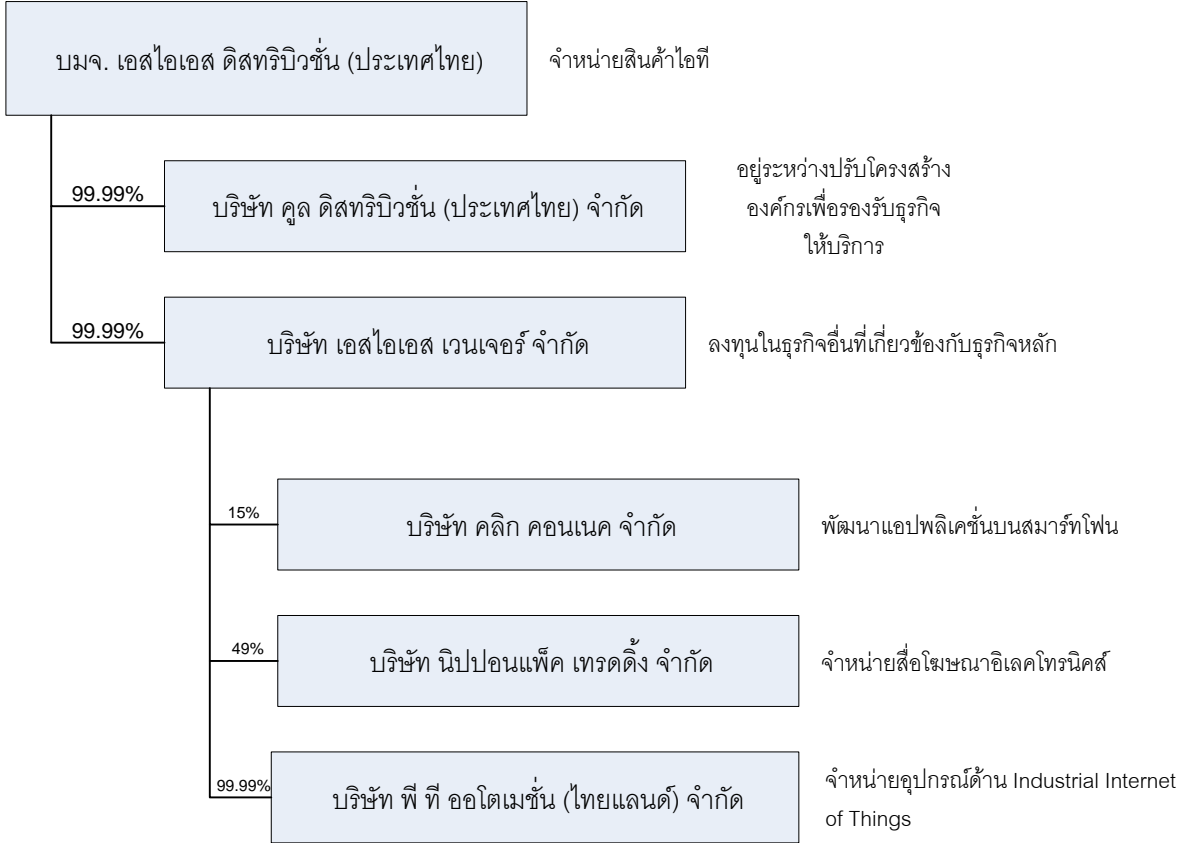 บมจ. เอสไอเอส ดิสทริบิวชั่น (ประเทศไทย)
จำหน่ายสินค้าไอที
99.99%
บริษัท คูล ดิสทริบิวชั่น (ประเทศไทย) จำกัด
อยู่ระหว่างปรับโครงสร้าง
องค์กรเพื่อรองรับธุรกิจ
ให้บริการ
99.99%
บริษัท เอสไอเอส เวนเจอร์ จำกัด
ลงทุนในธุรกิจอื่นที่เกี่ยวข้องกับธุรกิจหลัก
15%
บริษัท คลิก คอนเนค จำกัด
พัฒนาแอปพลิเคชั่นบนสมาร์ทโฟน
49%
บริษัท นิปปอนแพ็ค เทรดดิ้ง จำกัด
จำหน่ายสื่อโฆษณาอิเลคโทรนิคส์
99.99%
บริษัท พี ที ออโตเมชั่น (ไทยแลนด์) จำกัด
จำหน่ายอุปกรณ์ด้าน Industrial Internet
of Things